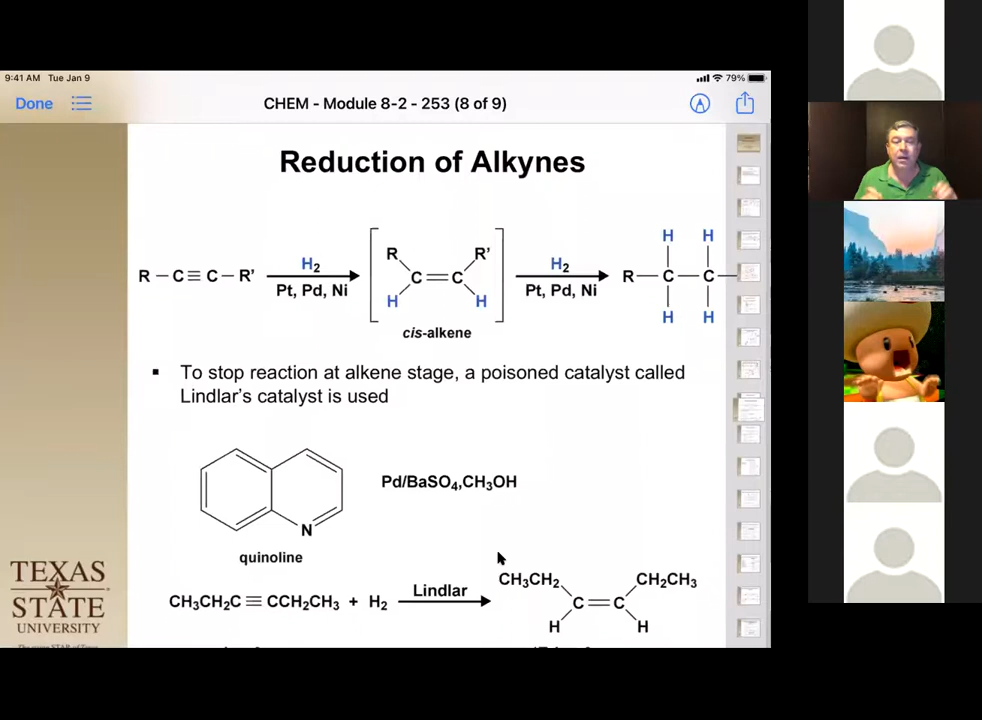 9:41 AM Tue Jan 9
79%
Done
CHEM - Module 8-2 - 253 (8 of 9)
Reduction of Alkynes
R–C≡C–R' H₂ Pt, Pd, Ni R R' C=C H H H₂ Pt, Pd, Ni H H R–C–C– H H
cis-alkene
▪ To stop reaction at alkene stage, a poisoned catalyst called
Lindlar's catalyst is used
N
Pd/BaSO₄,CH₃OH
quinoline
CH₃CH₂C≡CCH₂CH₃ + H₂ Lindlar CH₃CH₂ CH₂CH₃ C=C H H
TEXAS
STATE
UNIVERSITY